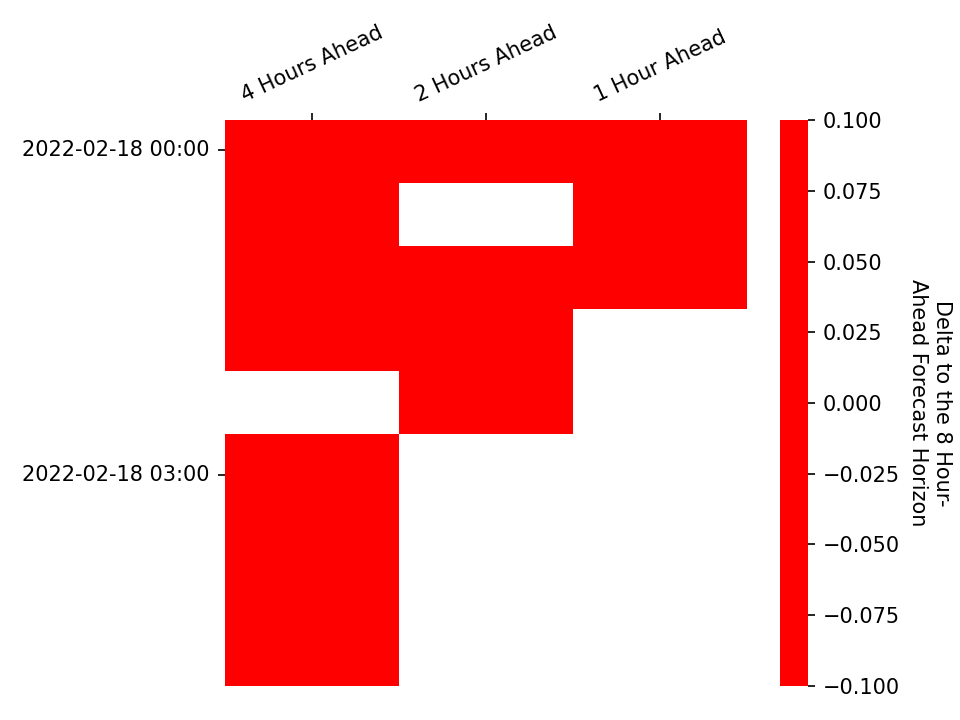 4 Hours Ahead
2 Hours Ahead
1 Hour Ahead
2022-02-18 00:00
2022-02-18 03:00
0.100
0.075
0.050
0.025
0.000
−0.025
−0.050
−0.075
−0.100
Delta to the 8 Hour-
Ahead Forecast Horizon